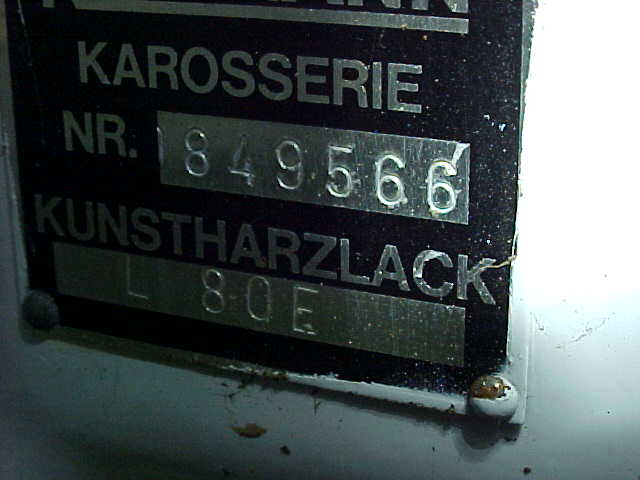 KAROSSERIE
NR. 849566
KUNSTHARZLACK
L 80E